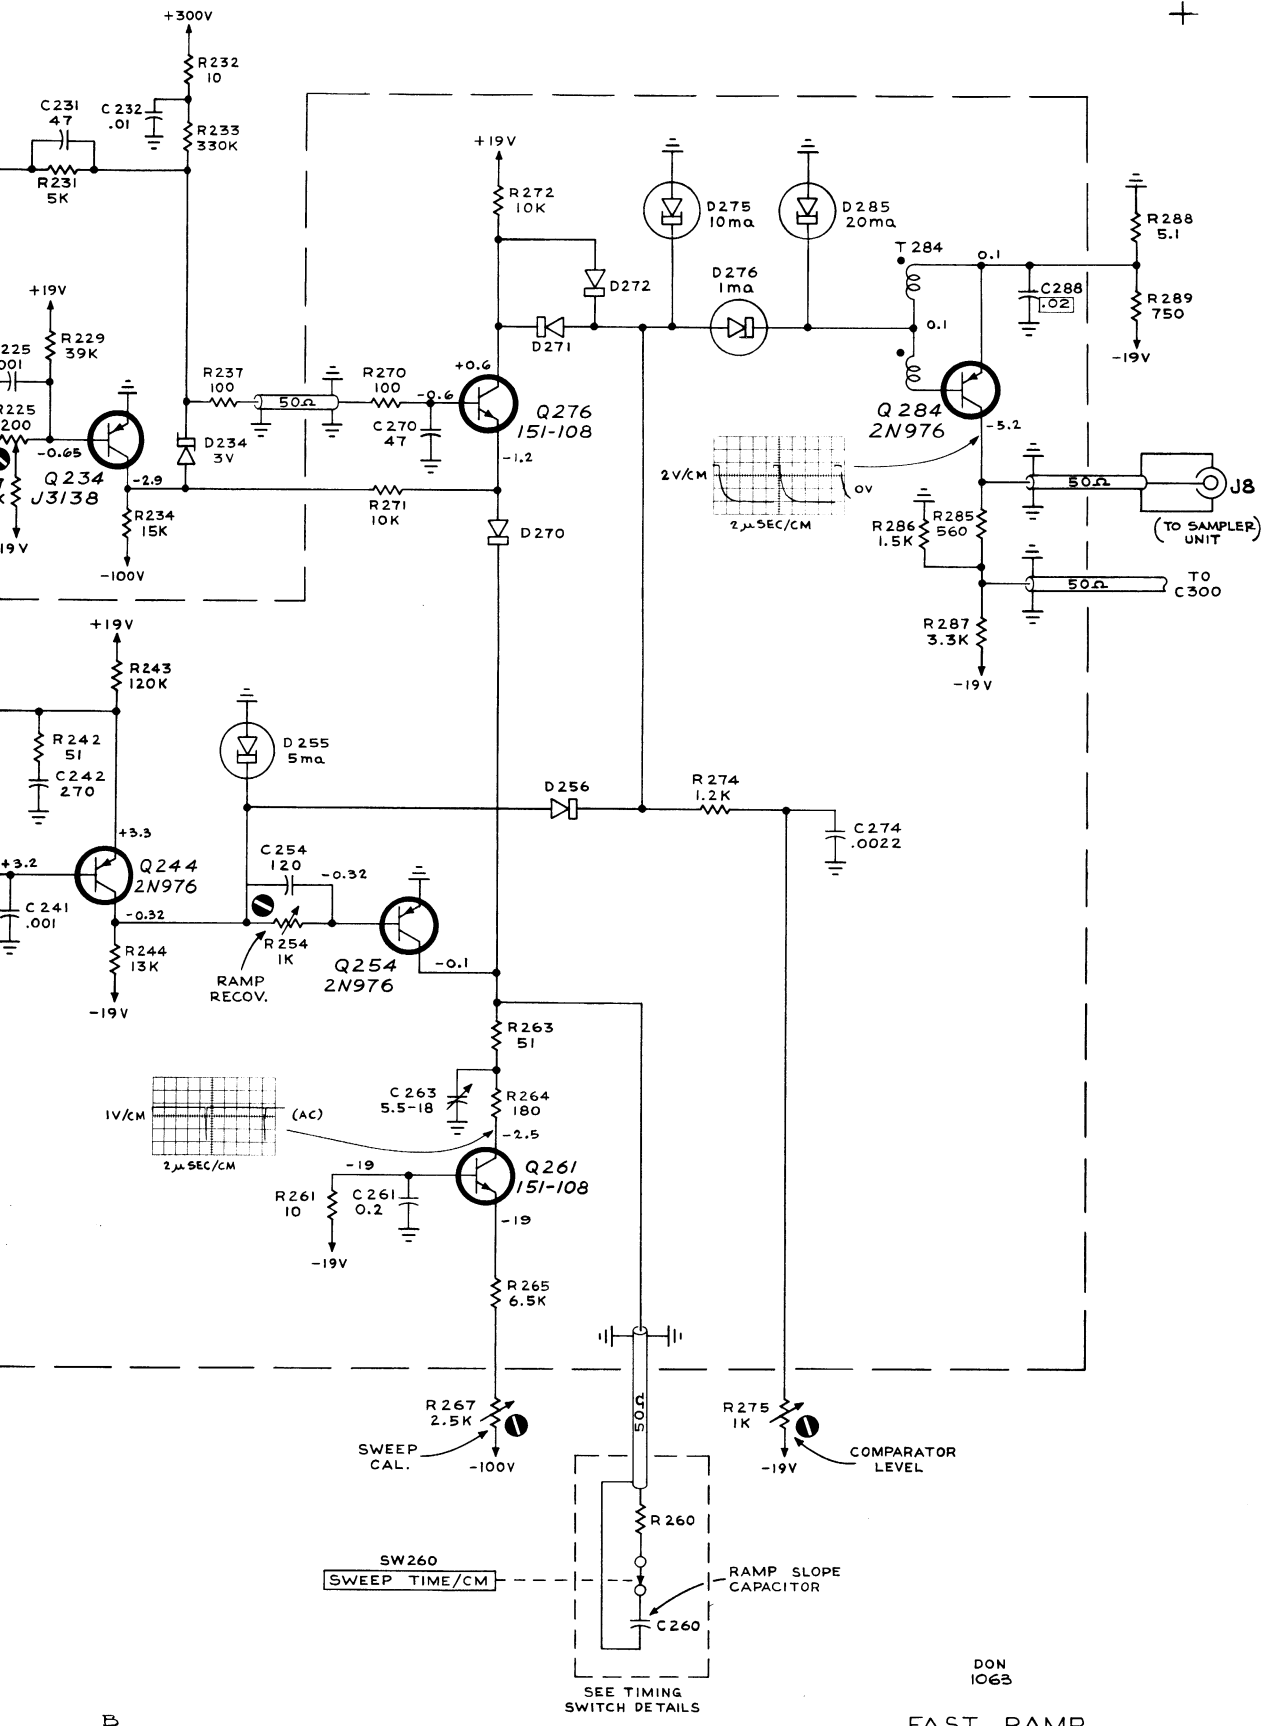 +300V
R232
10
C231
47
C232
.01
R233
330K
R231
5K
+19V
R272
10K
D275
10ma
D285
20ma
R288
5.1
T284
0.1
D272
D276
1ma
C288
.02
R289
750
-19V
+19V
R229
39K
225
001
D271
0.1
R237
100
50Ω
R270
100
-0.6
+0.6
Q276
151-108
C270
47
-1.2
Q284
2N976
-5.2
R225
200
-0.65
Q234
J3138
D234
3V
-2.9
R271
10K
R234
15K
-19V
-100V
D270
2V/CM
0V
2µSEC/CM
R286
1.5K
R285
560
50Ω
J8
(TO SAMPLER UNIT)
50Ω
TO
C300
R287
3.3K
-19V
+19V
R243
120K
R242
51
C242
270
D255
5ma
D256
R274
1.2K
C274
.0022
+3.3
+3.2
Q244
2N976
C254
120
-0.32
C241
.001
-0.32
R244
13K
R254
1K
RAMP
RECOV.
Q254
2N976
-0.1
-19V
R263
51
C263
5.5-18
R264
180
1V/CM
(AC)
2µSEC/CM
-2.5
-19
Q261
151-108
R261
10
C261
0.2
-19
-19V
R265
6.5K
R267
2.5K
SWEEP
CAL.
-100V
50Ω
R275
1K
-19V
COMPARATOR
LEVEL
R260
SW260
SWEEP TIME/CM
RAMP SLOPE
CAPACITOR
C260
SEE TIMING
SWITCH DETAILS
DON
1063
B
FAST RAMP